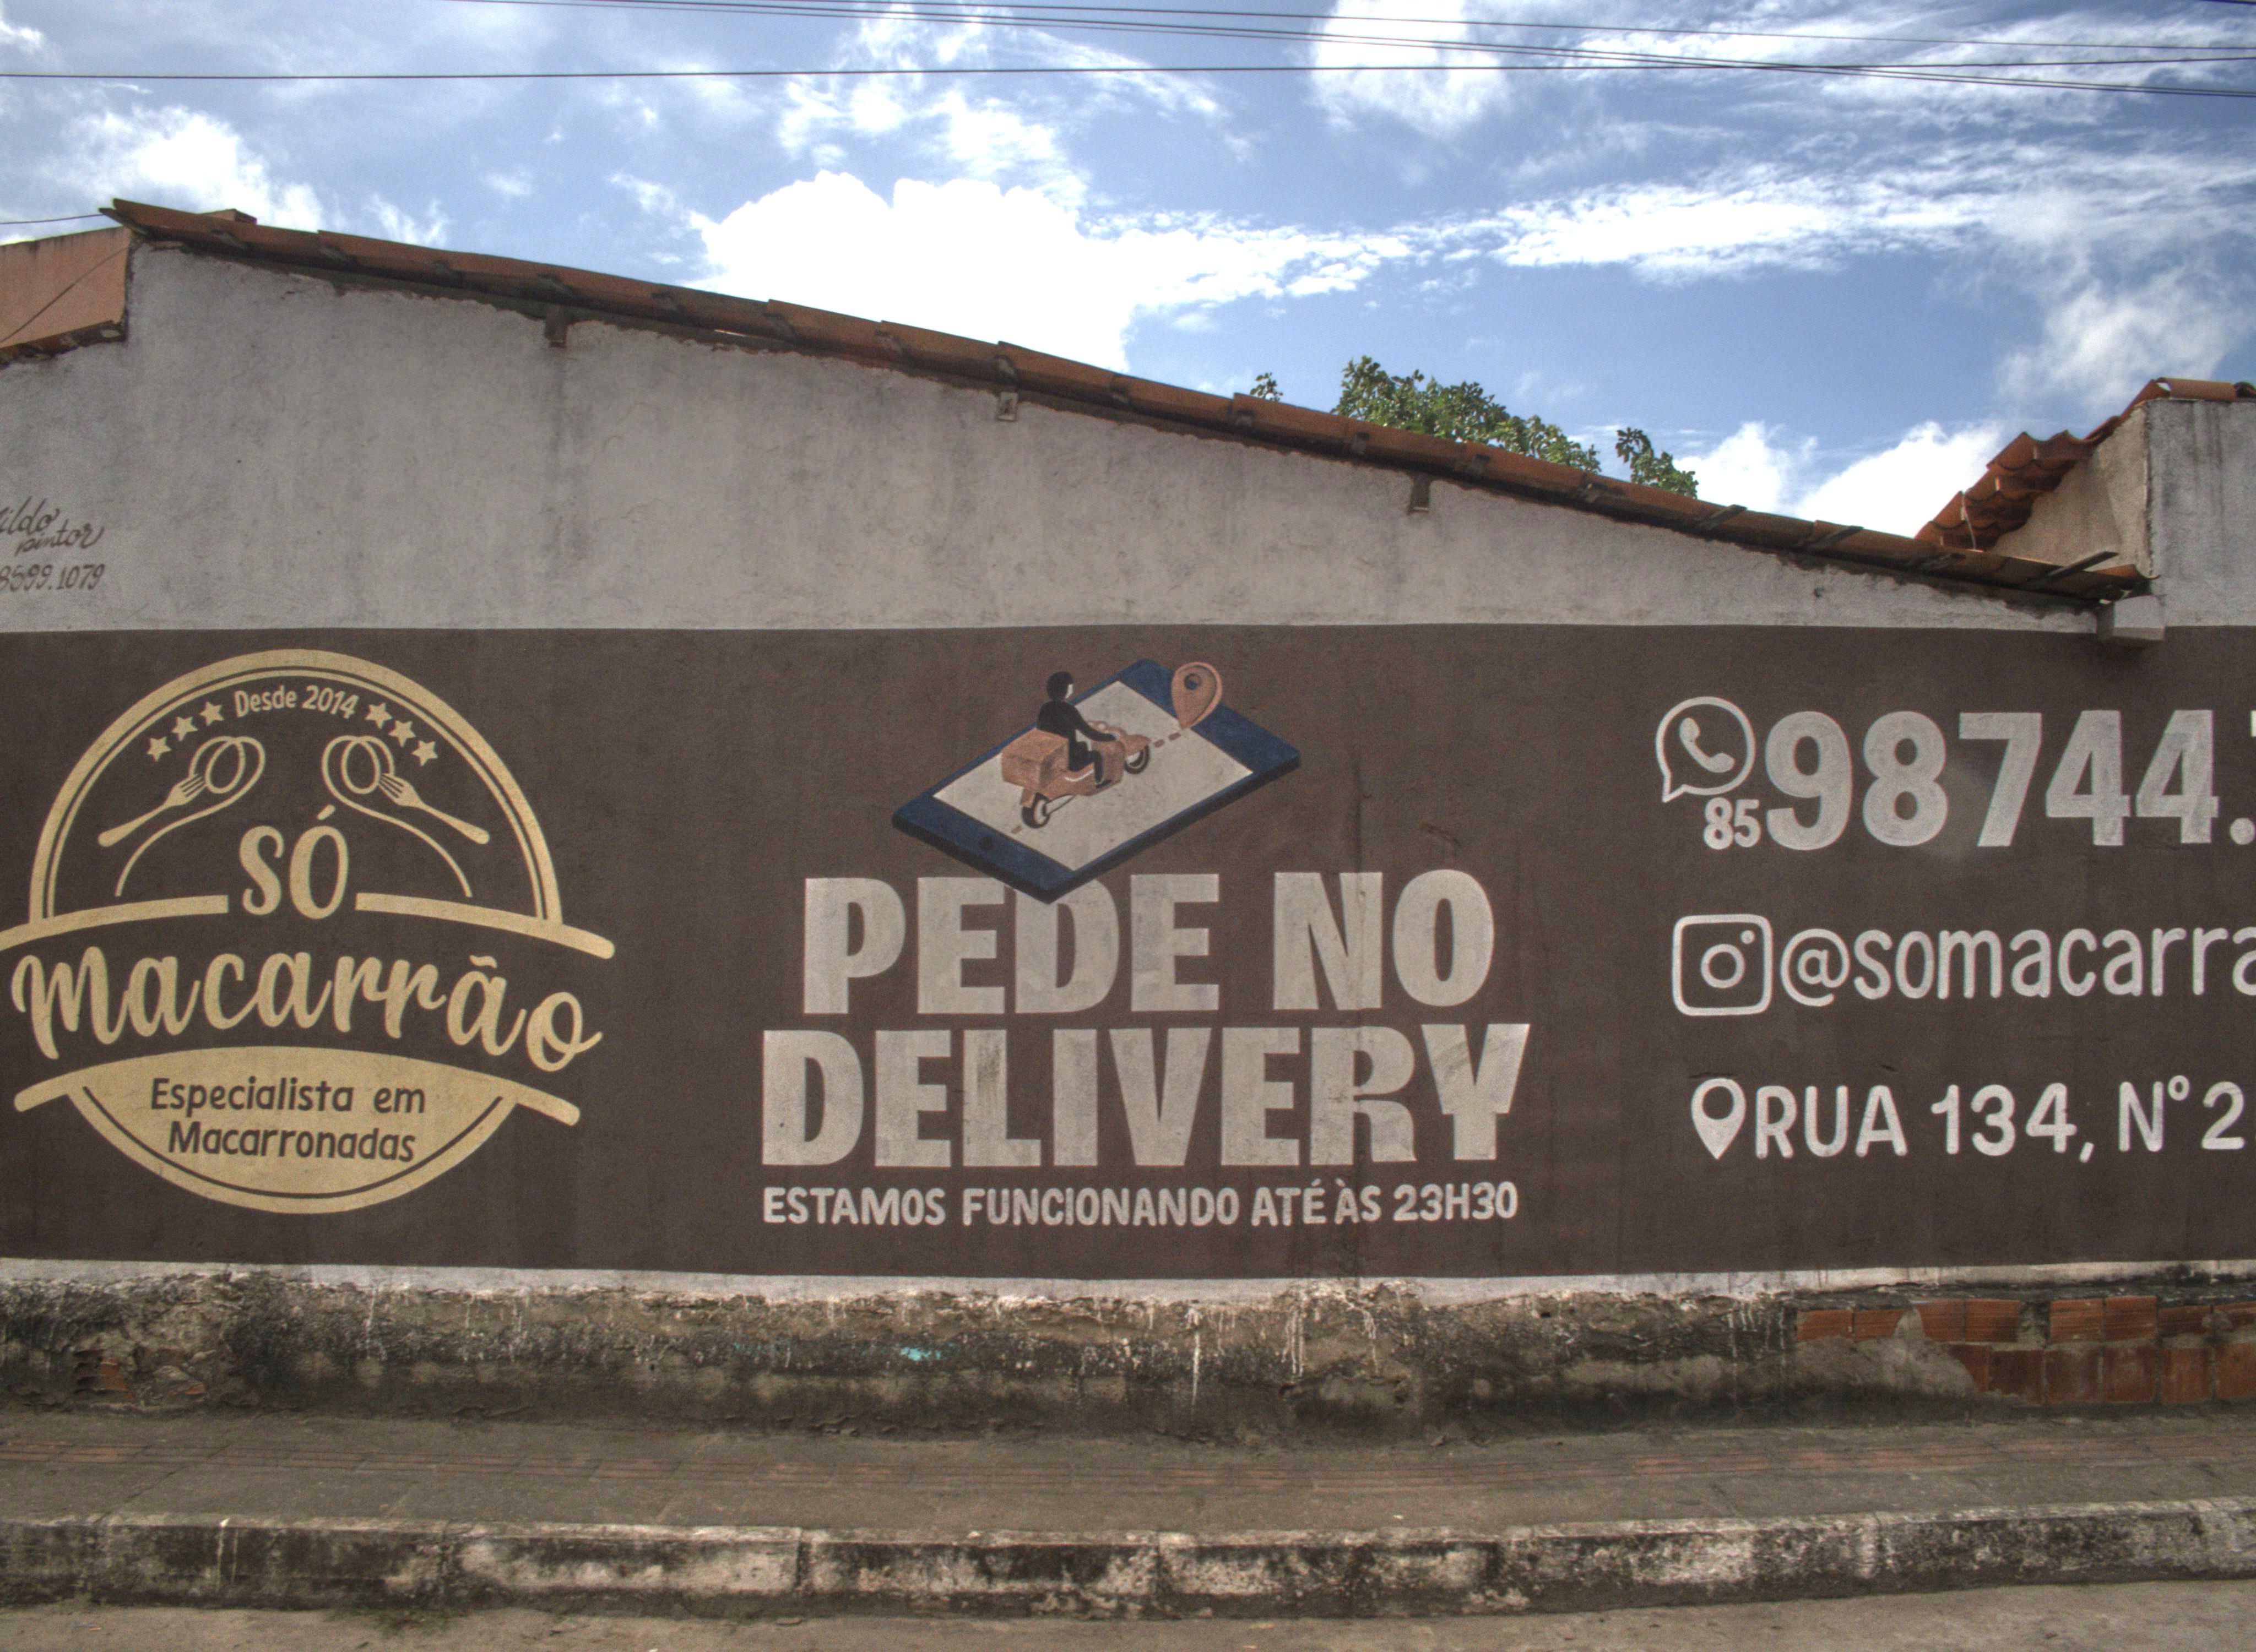 pintor
8599.1079
Desde 2014
SÓ
Macarrão
Especialista em
Macarronadas
PEDE NO
DELIVERY
ESTAMOS FUNCIONANDO ATÉ ÀS 23H30
85 98744.
@somacarra
RUA 134, Nº 2